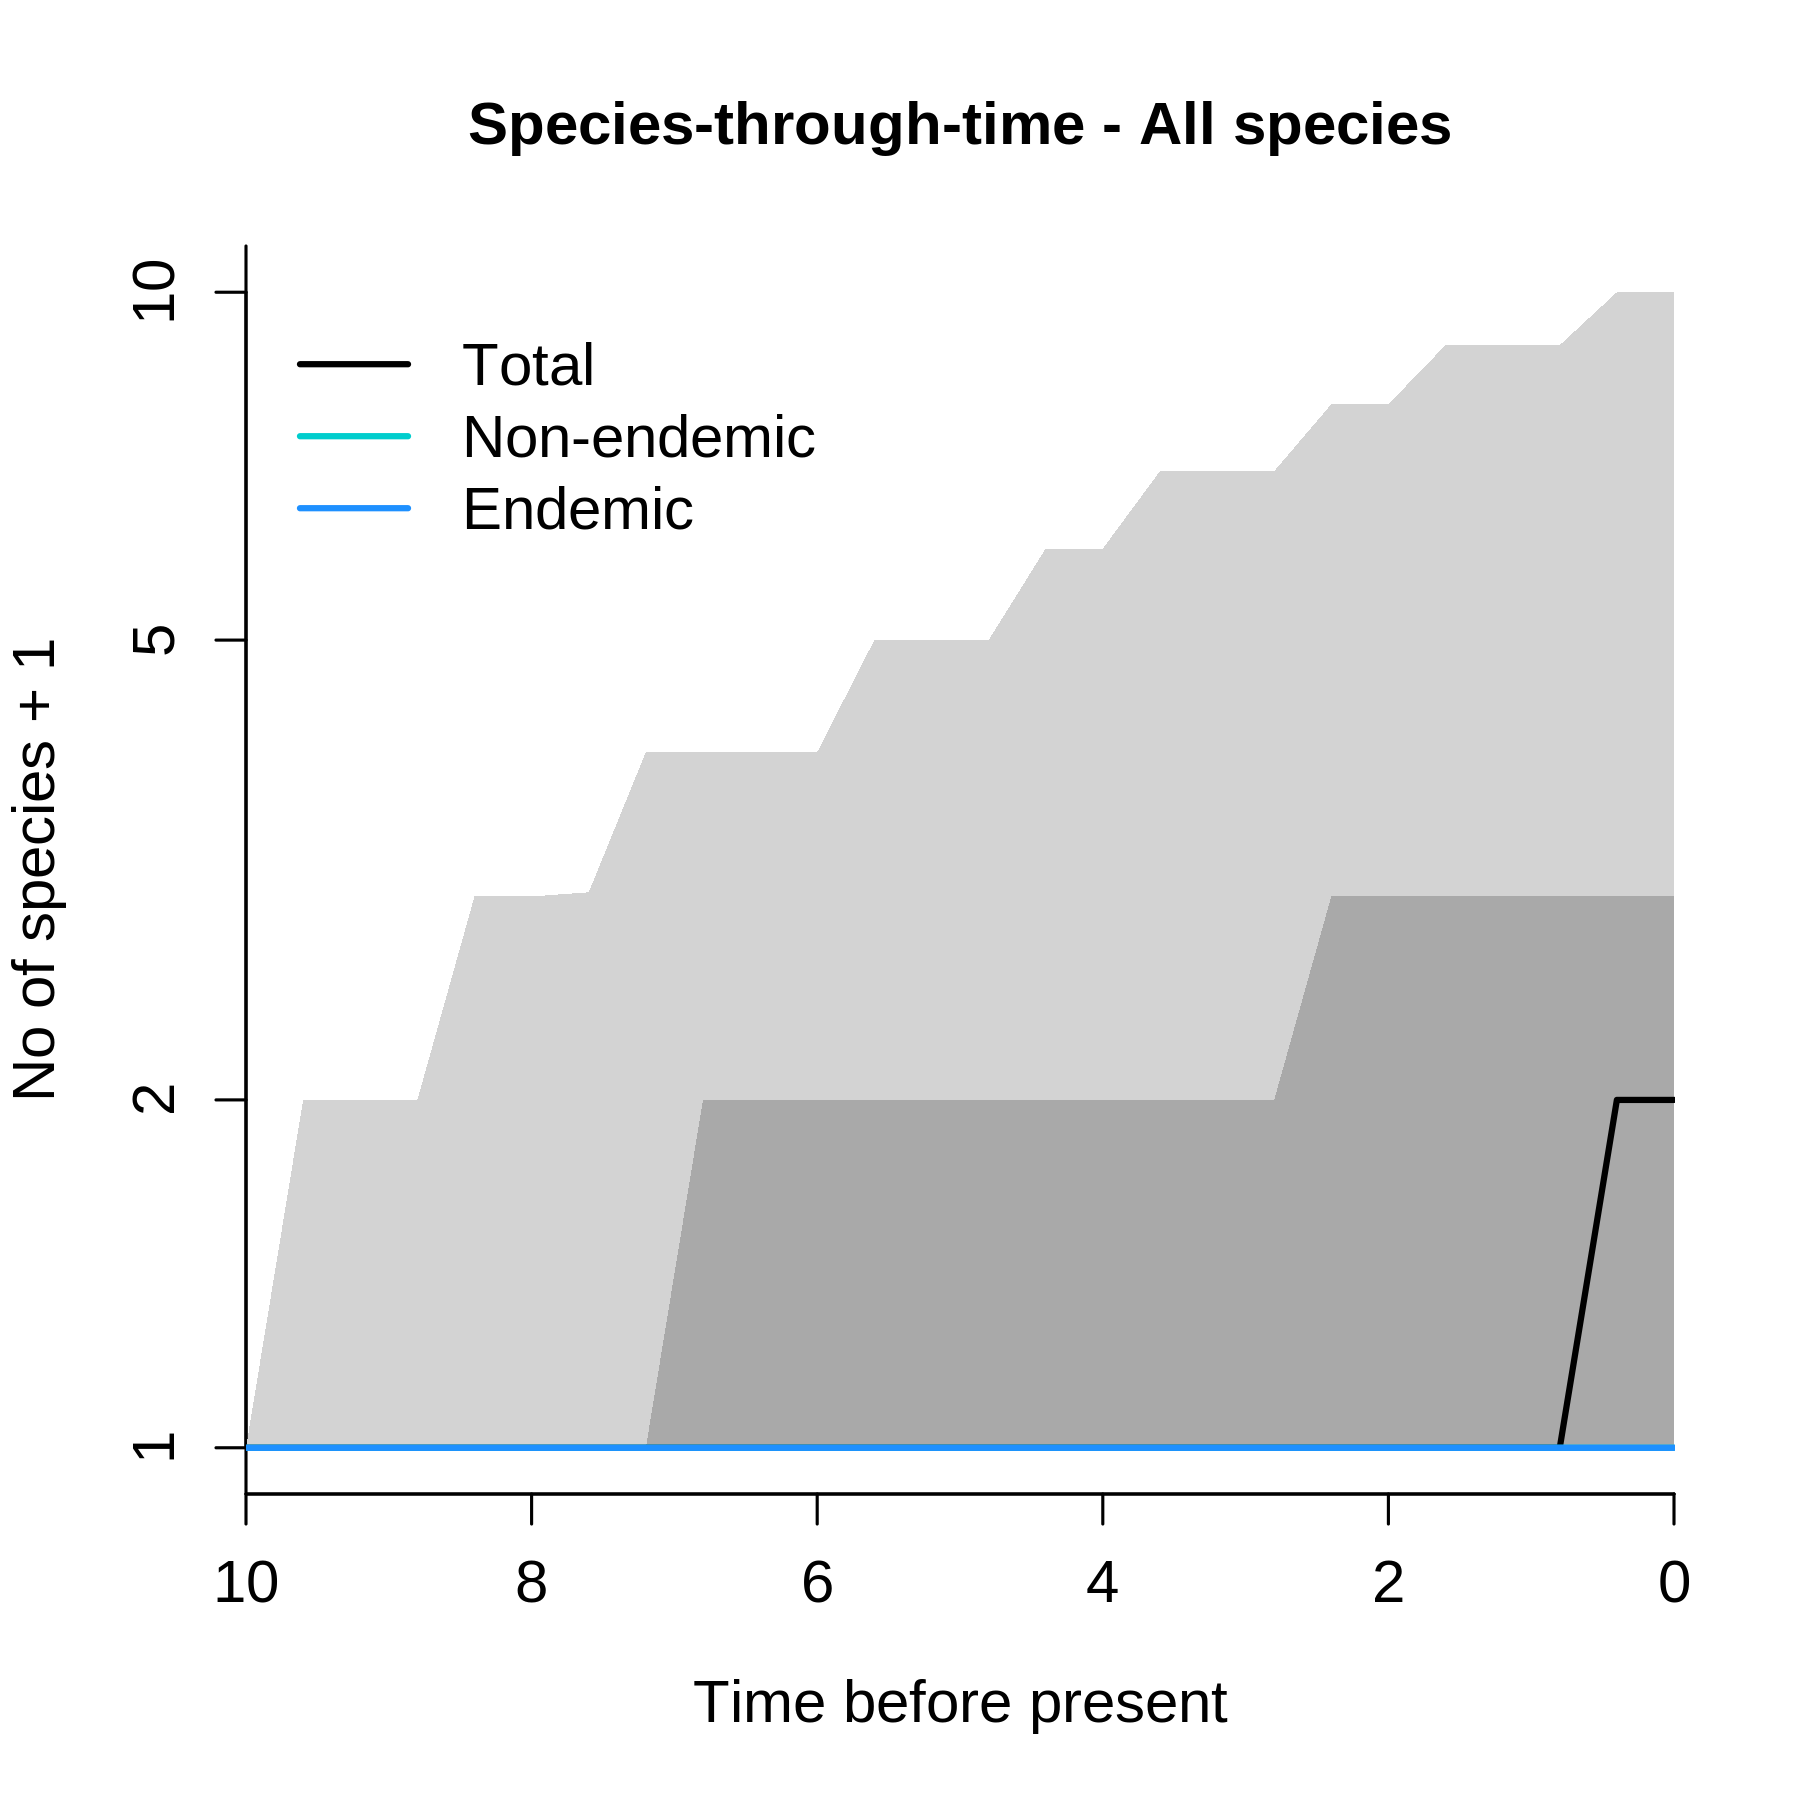 Species-through-time - All species
Total
Non-endemic
Endemic
No of species + 1
10
5
2
1
10 8 6 4 2 0
Time before present